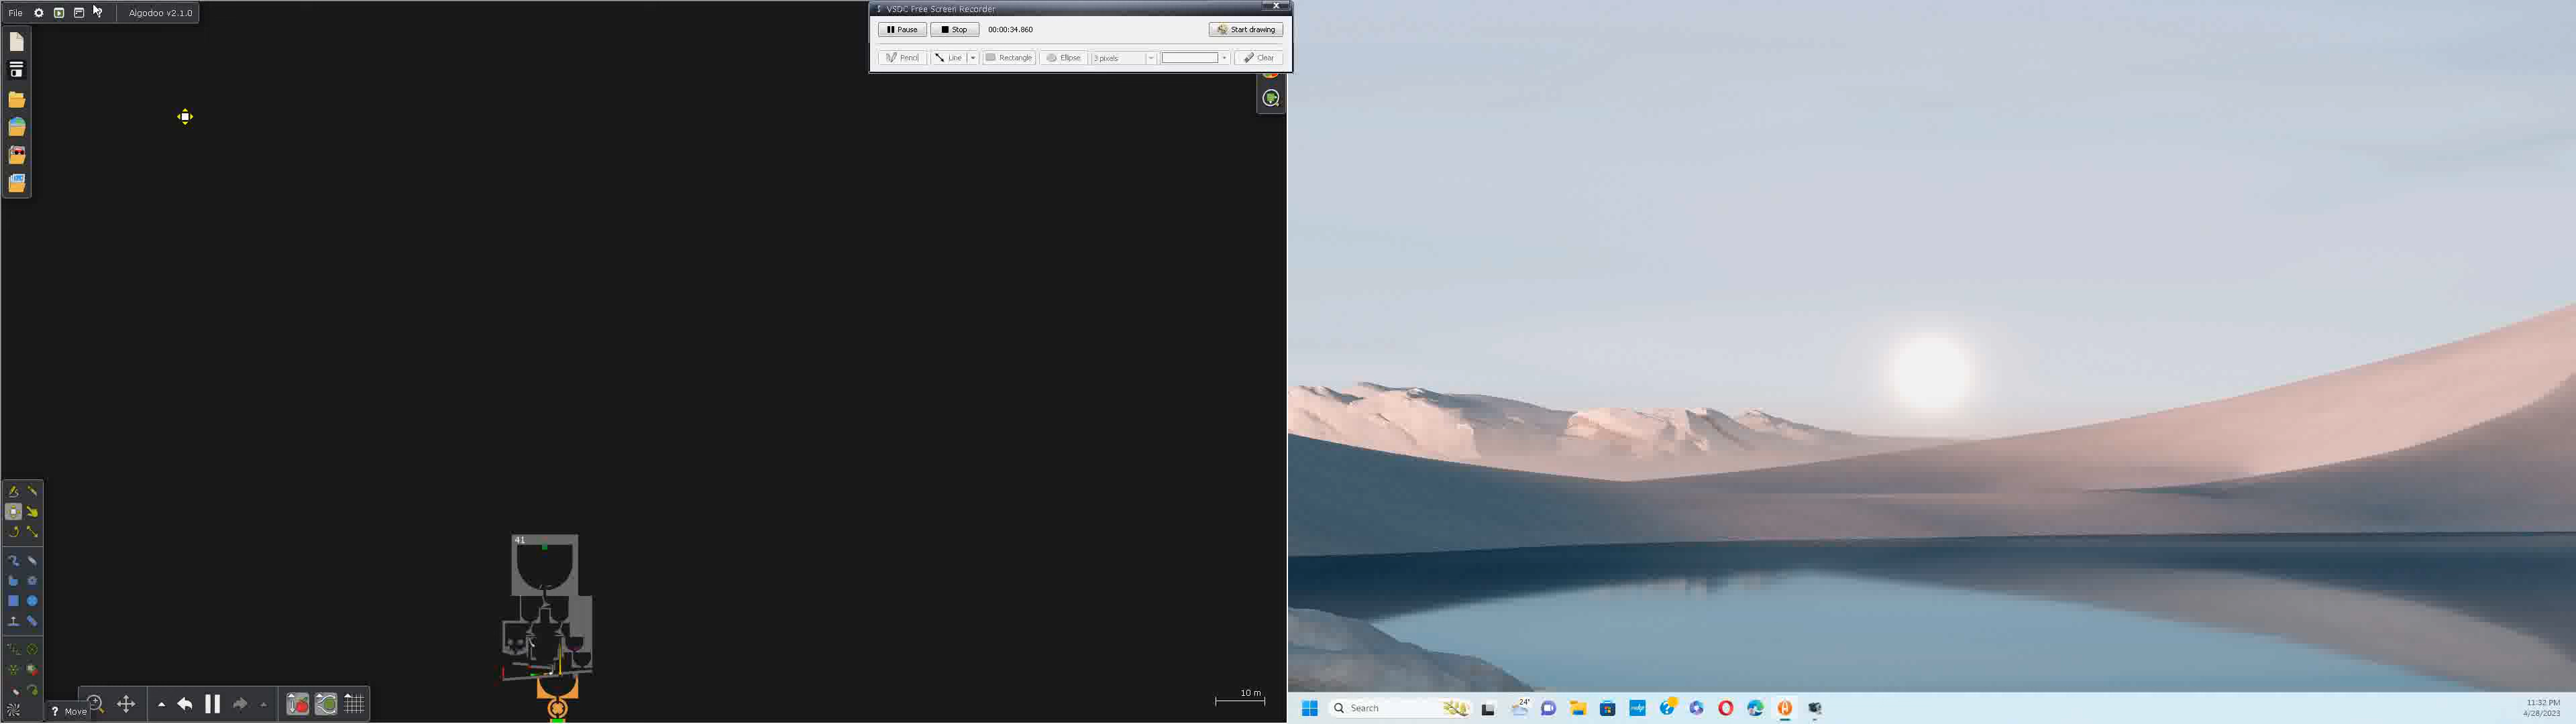 File
Algodoo v2.1.0
VSDC Free Screen Recorder
Pause
Stop
00:00:34.860
Start drawing
Pencil
Line
Rectangle
Ellipse
3 pixels
Clear
41
10 m
? Move
Search
24°
11:32 PM
4/28/2023